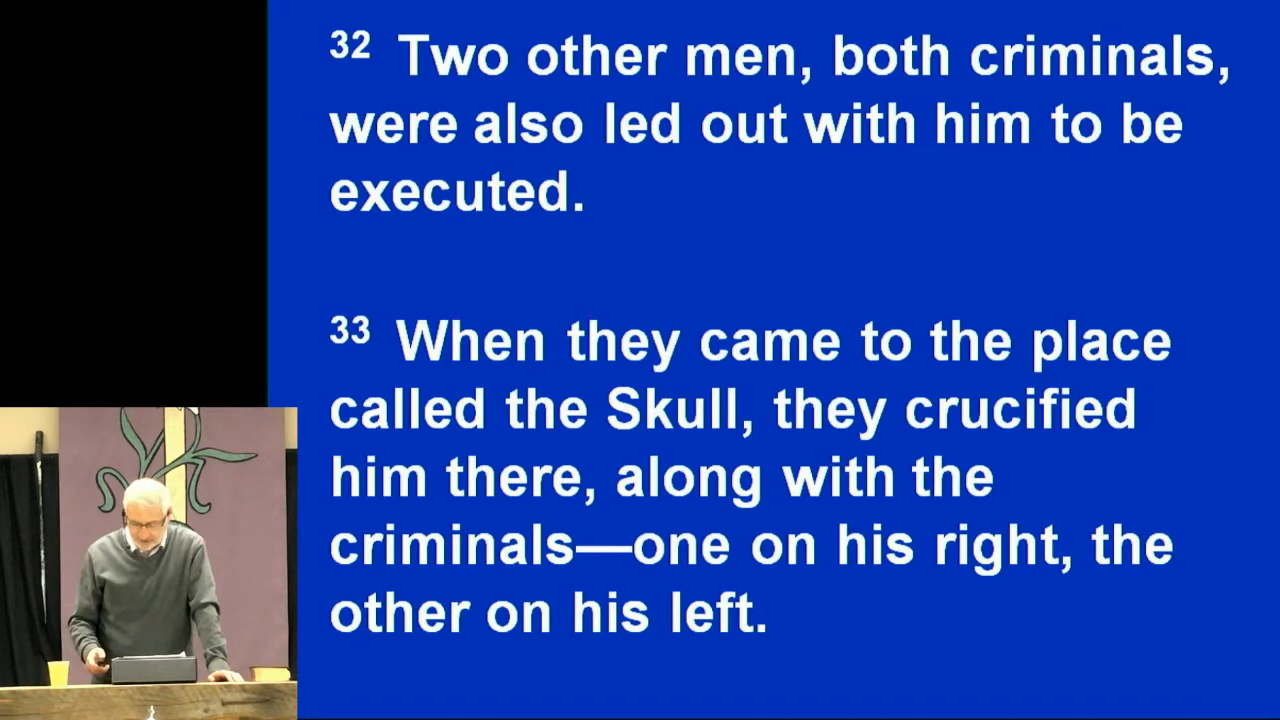 32 Two other men, both criminals,
were also led out with him to be
executed.
33 When they came to the place
called the Skull, they crucified
him there, along with the
criminals—one on his right, the
other on his left.